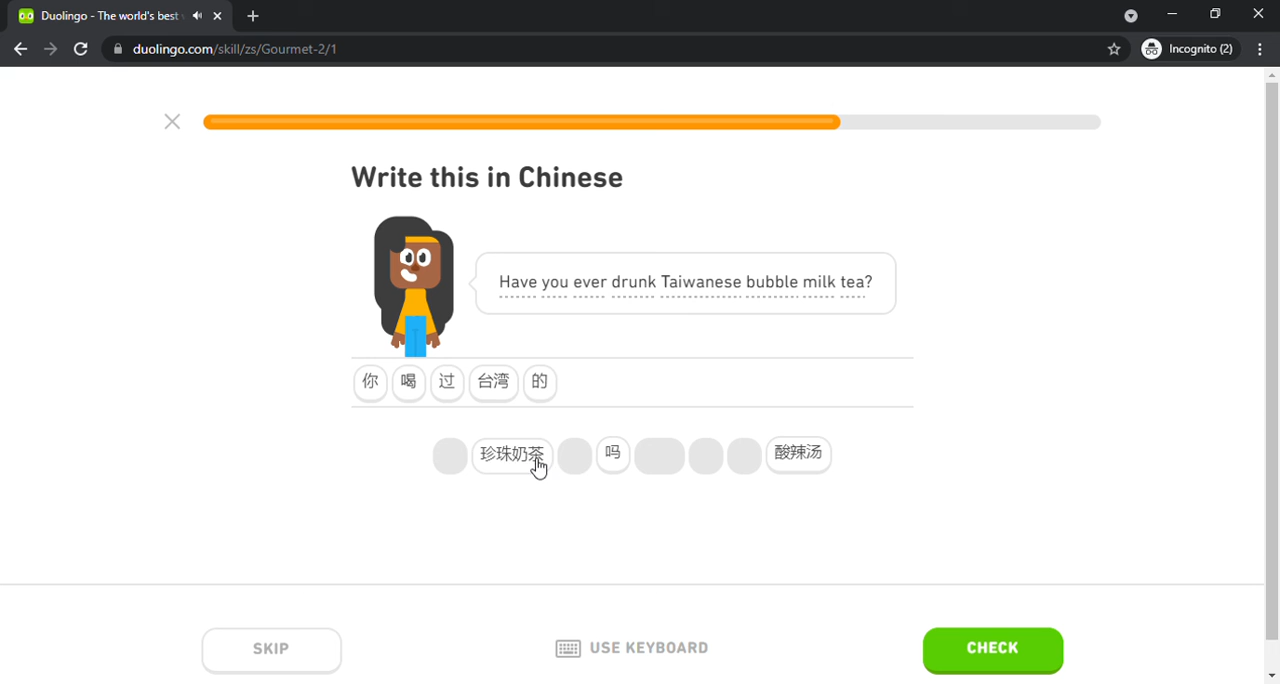 Duolingo - The world's best
duolingo.com/skill/zs/Gourmet-2/1
Incognito (2)
Write this in Chinese
Have you ever drunk Taiwanese bubble milk tea?
你 喝 过 台湾 的
珍珠奶茶 吗 酸辣汤
SKIP
USE KEYBOARD
CHECK